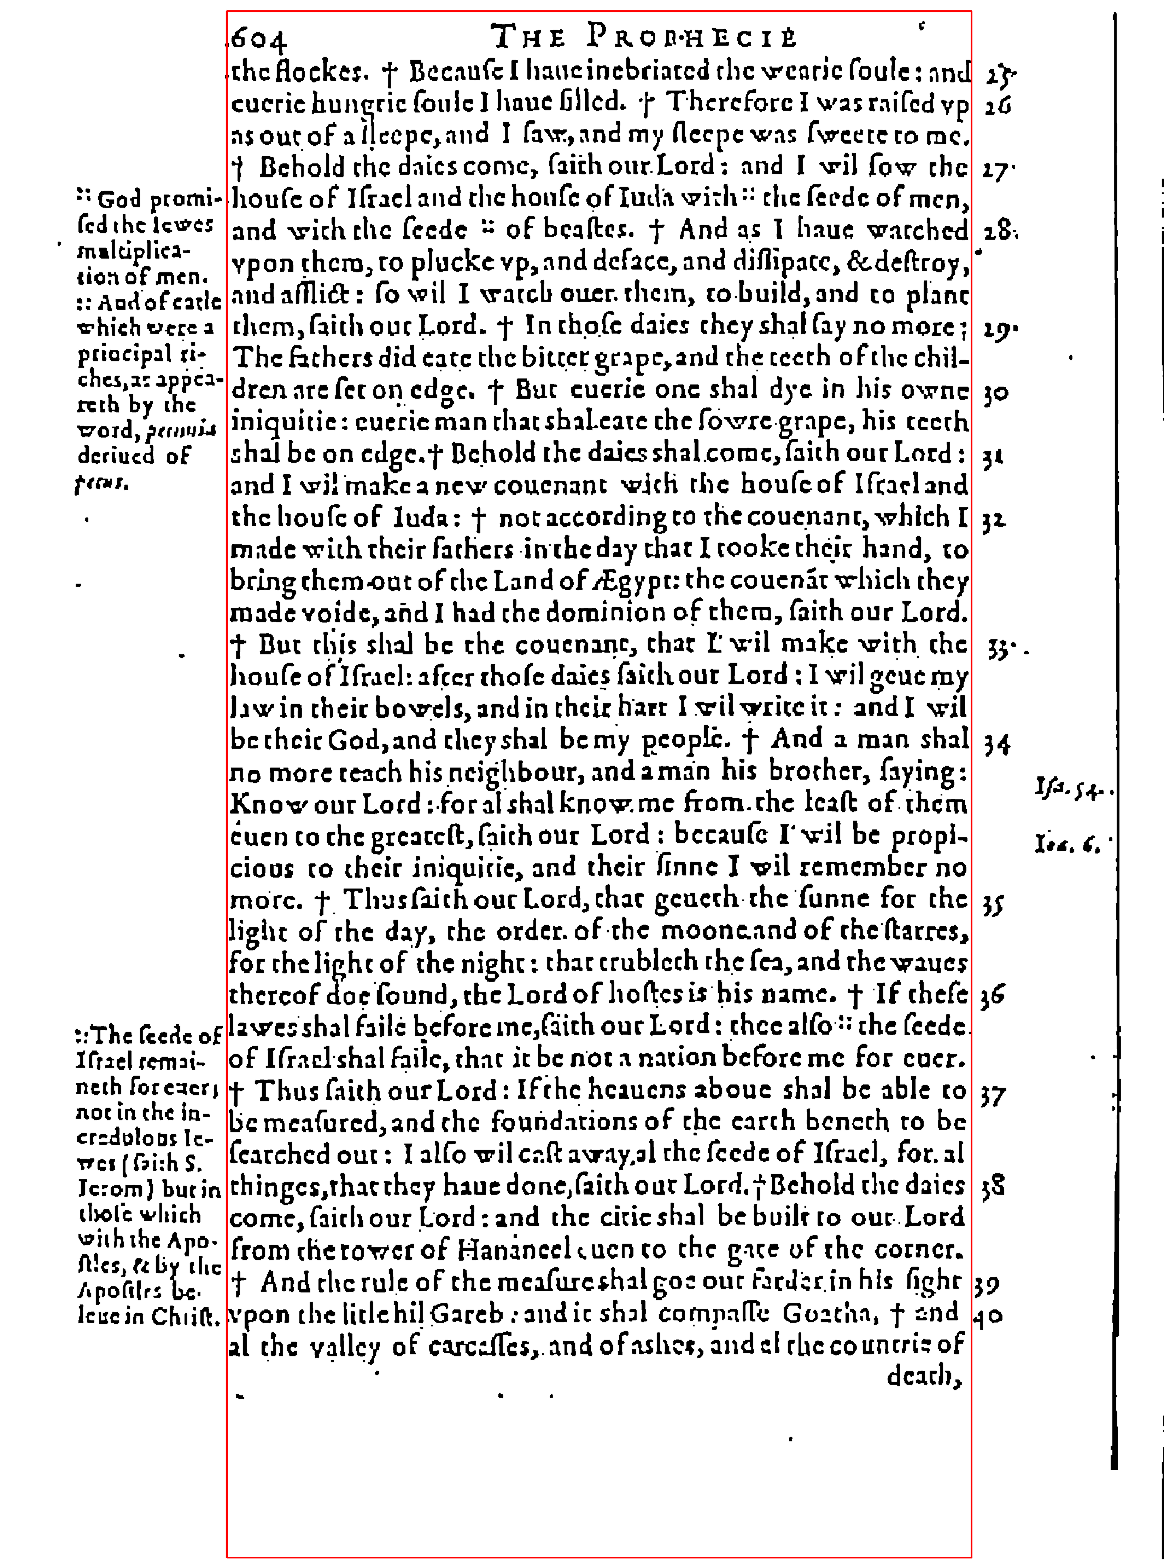 604 THE PROPHECIE
the flockes. † Becauſe I haue inebriated the wearie ſoule: and 25
euerie hungrie ſoule I haue filled. † Therefore I was raiſed vp 26
as out of a ſleepe, and I ſaw, and my ſleepe was ſweete to me.
† Behold the daies come, ſaith our Lord: and I wil ſow the 27
houſe of Iſrael and the houſe of Iuda with :: the ſeede of men,
and with the ſeede :: of beaſtes. † And as I haue watched 28
vpon them, to plucke vp, and deface, and diſſipate, & deſtroy,
and afflict: ſo wil I watch ouer them, to build, and to plant
them, ſaith our Lord. † In thoſe daies they shal ſay no more; 29
The fathers did eate the bitter grape, and the teeth of the chil-
dren are ſet on edge. † But euerie one shal dye in his owne 30
iniquitie: euerie man that shal eate the ſowre grape, his teeth
shal be on edge. † Behold the daies shal come, ſaith our Lord: 31
and I wil make a new couenant with the houſe of Iſrael and
the houſe of Iuda: † not according to the couenant, which I 32
made with their fathers in the day that I tooke their hand, to
bring them out of the Land of Ægypt: the couenāt which they
made voide, and I had the dominion of them, ſaith our Lord.
† But this shal be the couenant, that I wil make with the 33
houſe of Iſrael: after thoſe daies ſaith our Lord: I wil geue my
law in their bowels, and in their hart I wil write it: and I wil
be their God, and they shal be my people. † And a man shal 34
no more teach his neighbour, and a man his brother, ſaying:
Know our Lord: for al shal know me from the leaſt of them
euen to the greateſt, ſaith our Lord: becauſe I wil be propi-
cious to their iniquitie, and their ſinne I wil remember no
more. † Thus ſaith our Lord, that geueth the ſunne for the 35
light of the day, the order of the moone and of the ſtarres,
for the light of the night: that trubleth the ſea, and the waues
thereof doe ſound, the Lord of hoſtes is his name. † If theſe 36
lawes shal faile before me, ſaith our Lord: thee alſo :: the ſeede
of Iſrael shal faile, that it be not a nation before me for euer.
† Thus ſaith our Lord: If the heauens aboue shal be able to 37
be meaſured, and the foundations of the earth beneth to be
ſearched out: I alſo wil caſt away al the ſeede of Iſrael, for al
thinges, that they haue done, ſaith our Lord. † Behold the daies 38
come, ſaith our Lord: and the citie shal be built to our Lord
from the tower of Hananeel euen to the gate of the corner.
† And the rule of the meaſure shal goe out farder in his ſight 39
vpon the litle hil Gareb: and it shal compaſſe Goatha, † and 40
al the valley of carcaſſes, and of ashes, and al the countrie of
death,
:: God promi-
ſed the Iewes
multiplica-
tion of men.
:: And of catle
which were a
principal ri-
ches, as appea-
reth by the
word, pecunia
deriued of
pecus.
:: The ſeede of
Iſrael remai-
neth for euer;
not in the in-
credulous Ie-
wes (ſaith S.
Ierom) but in
thoſe which
with the Apo-
ſtles, & by the
Apoſtles be-
leue in Chriſt.
Iſa. 54.
Ioa. 6.